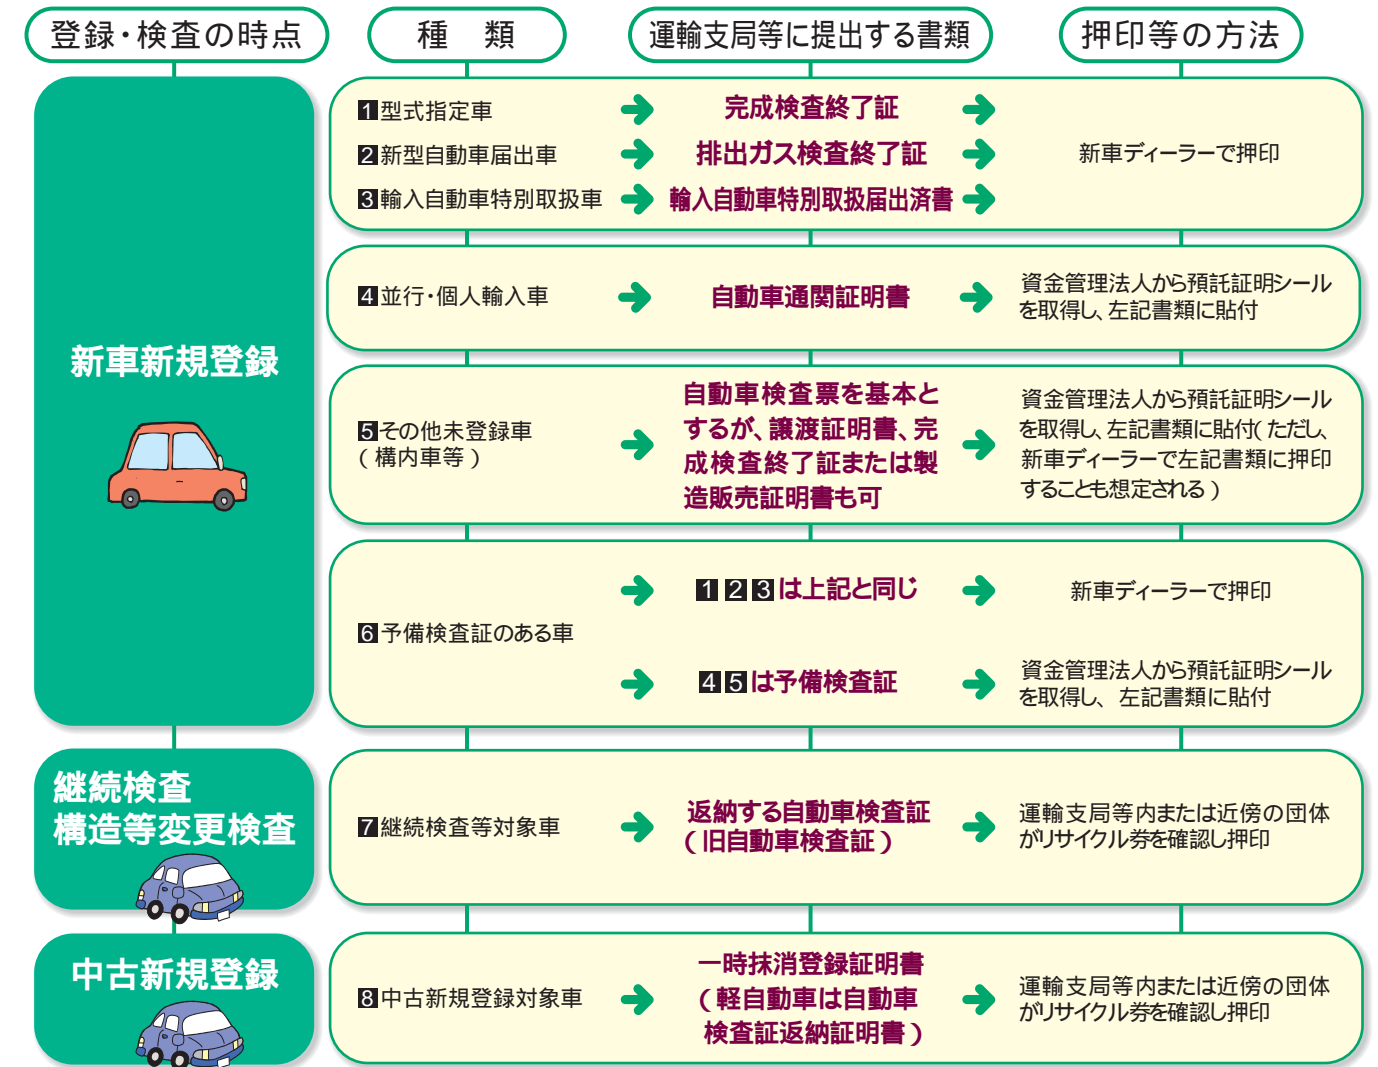 登録・検査の時点
種　類
運輸支局等に提出する書類
押印等の方法
新車新規登録
1型式指定車
完成検査終了証
2新型自動車届出車
排出ガス検査終了証
3輸入自動車特別取扱車
輸入自動車特別取扱届出済書
新車ディーラーで押印
4並行・個人輸入車
自動車通関証明書
資金管理法人から預託証明シール
を取得し、左記書類に貼付
5その他未登録車
（構内車等）
自動車検査票を基本と
するが、譲渡証明書、完
成検査終了証または製
造販売証明書も可
資金管理法人から預託証明シール
を取得し、左記書類に貼付（ただし、
新車ディーラーで左記書類に押印
することも想定される）
6予備検査証のある車
1 2 3は上記と同じ
新車ディーラーで押印
4 5は予備検査証
資金管理法人から預託証明シール
を取得し、左記書類に貼付
継続検査
構造等変更検査
7継続検査等対象車
返納する自動車検査証
（旧自動車検査証）
運輸支局等内または近傍の団体
がリサイクル券を確認し押印
中古新規登録
8中古新規登録対象車
一時抹消登録証明書
（軽自動車は自動車
検査証返納証明書）
運輸支局等内または近傍の団体
がリサイクル券を確認し押印